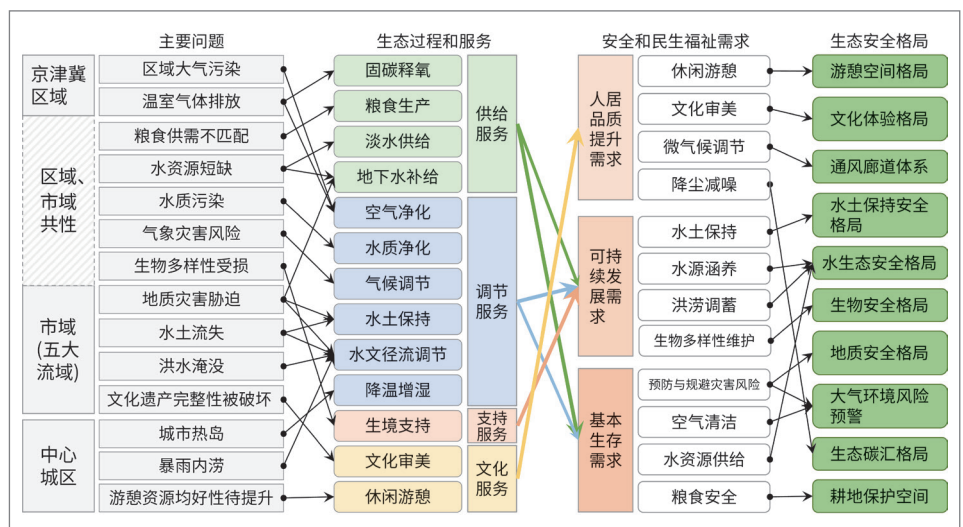 主要问题
生态过程和服务
安全和民生福祉需求
生态安全格局
京津冀
区域
区域、
市域
共性
市域
(五大
流域)
中心
城区
区域大气污染
温室气体排放
粮食供需不匹配
水资源短缺
水质污染
气象灾害风险
生物多样性受损
地质灾害胁迫
水土流失
洪水淹没
文化遗产完整性被破坏
城市热岛
暴雨内涝
游憩资源均好性待提升
固碳释氧
粮食生产
淡水供给
地下水补给
空气净化
水质净化
气候调节
水土保持
水文径流调节
降温增湿
生境支持
文化审美
休闲游憩
供给
服务
调节
服务
支持
服务
文化
服务
人居
品质
提升
需求
可持
续发
展需
求
基本
生存
需求
休闲游憩
文化审美
微气候调节
降尘减噪
水土保持
水源涵养
洪涝调蓄
生物多样性维护
预防与规避灾害风险
空气清洁
水资源供给
粮食安全
游憩空间格局
文化体验格局
通风廊道体系
水土保持安全
格局
水生态安全格局
生物安全格局
地质安全格局
大气环境风险
预警
生态碳汇格局
耕地保护空间